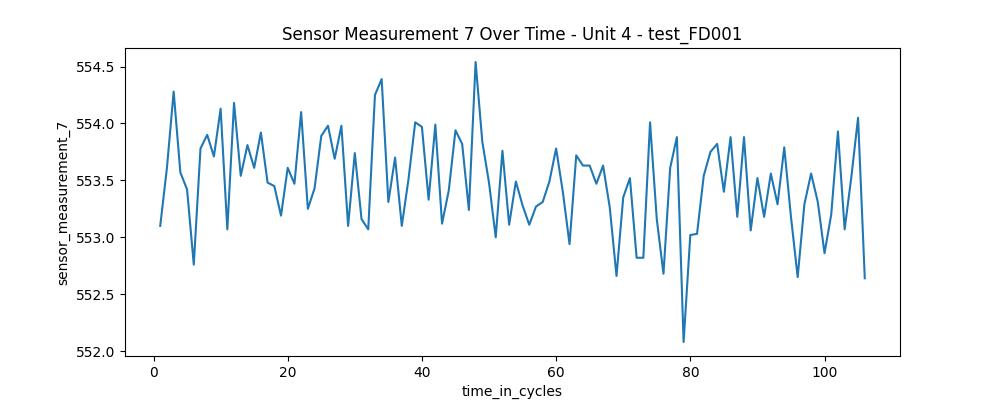 Sensor Measurement 7 Over Time - Unit 4 - test_FD001
sensor_measurement_7
554.5
554.0
553.5
553.0
552.5
552.0
0 20 40 60 80 100
time_in_cycles